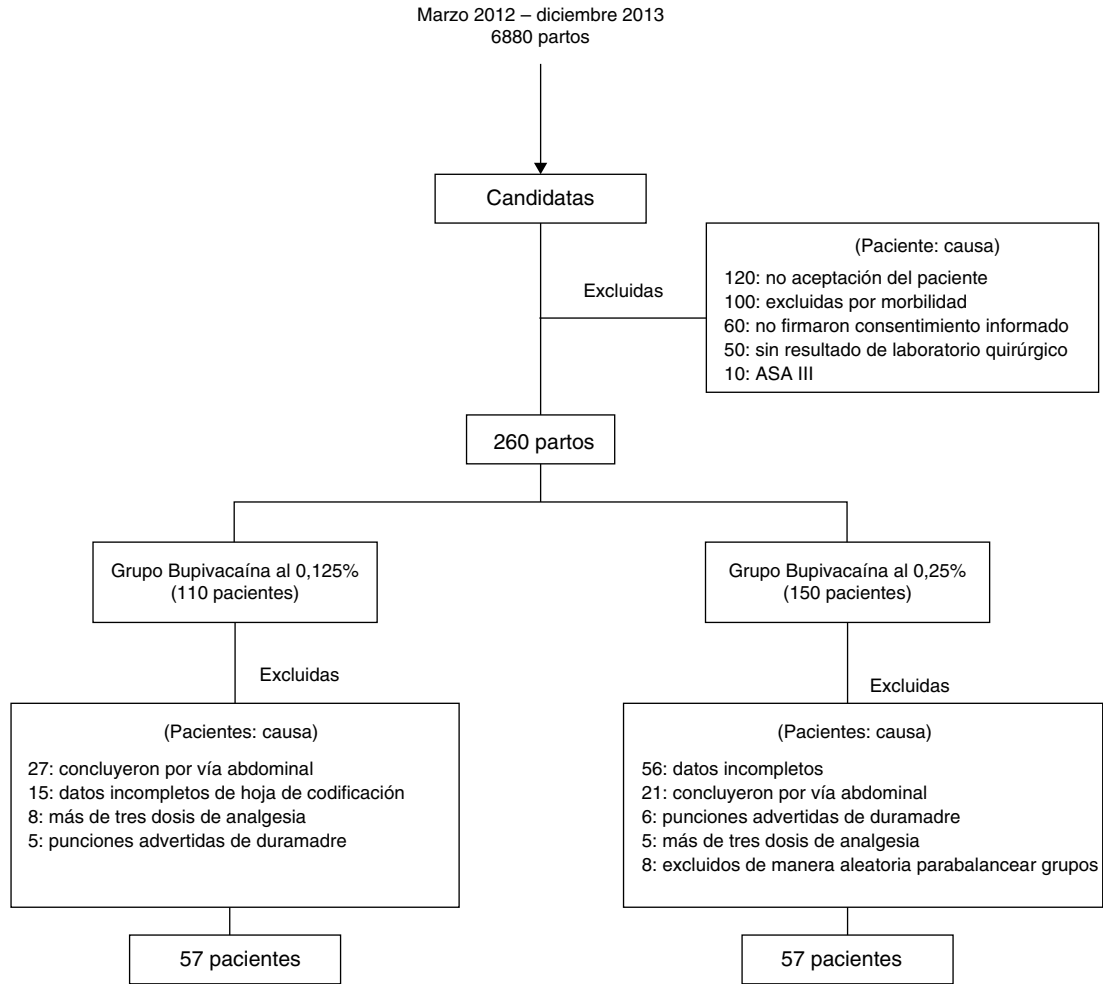 Marzo 2012 – diciembre 2013
6880 partos
Candidatas
Excluidas
(Paciente: causa)
120: no aceptación del paciente
100: excluidas por morbilidad
60: no firmaron consentimiento informado
50: sin resultado de laboratorio quirúrgico
10: ASA III
260 partos
Grupo Bupivacaína al 0,125%
(110 pacientes)
Excluidas
(Pacientes: causa)
27: concluyeron por vía abdominal
15: datos incompletos de hoja de codificación
8: más de tres dosis de analgesia
5: punciones advertidas de duramadre
57 pacientes
Grupo Bupivacaína al 0,25%
(150 pacientes)
Excluidas
(Pacientes: causa)
56: datos incompletos
21: concluyeron por vía abdominal
6: punciones advertidas de duramadre
5: más de tres dosis de analgesia
8: excluidos de manera aleatoria parabalancear grupos
57 pacientes